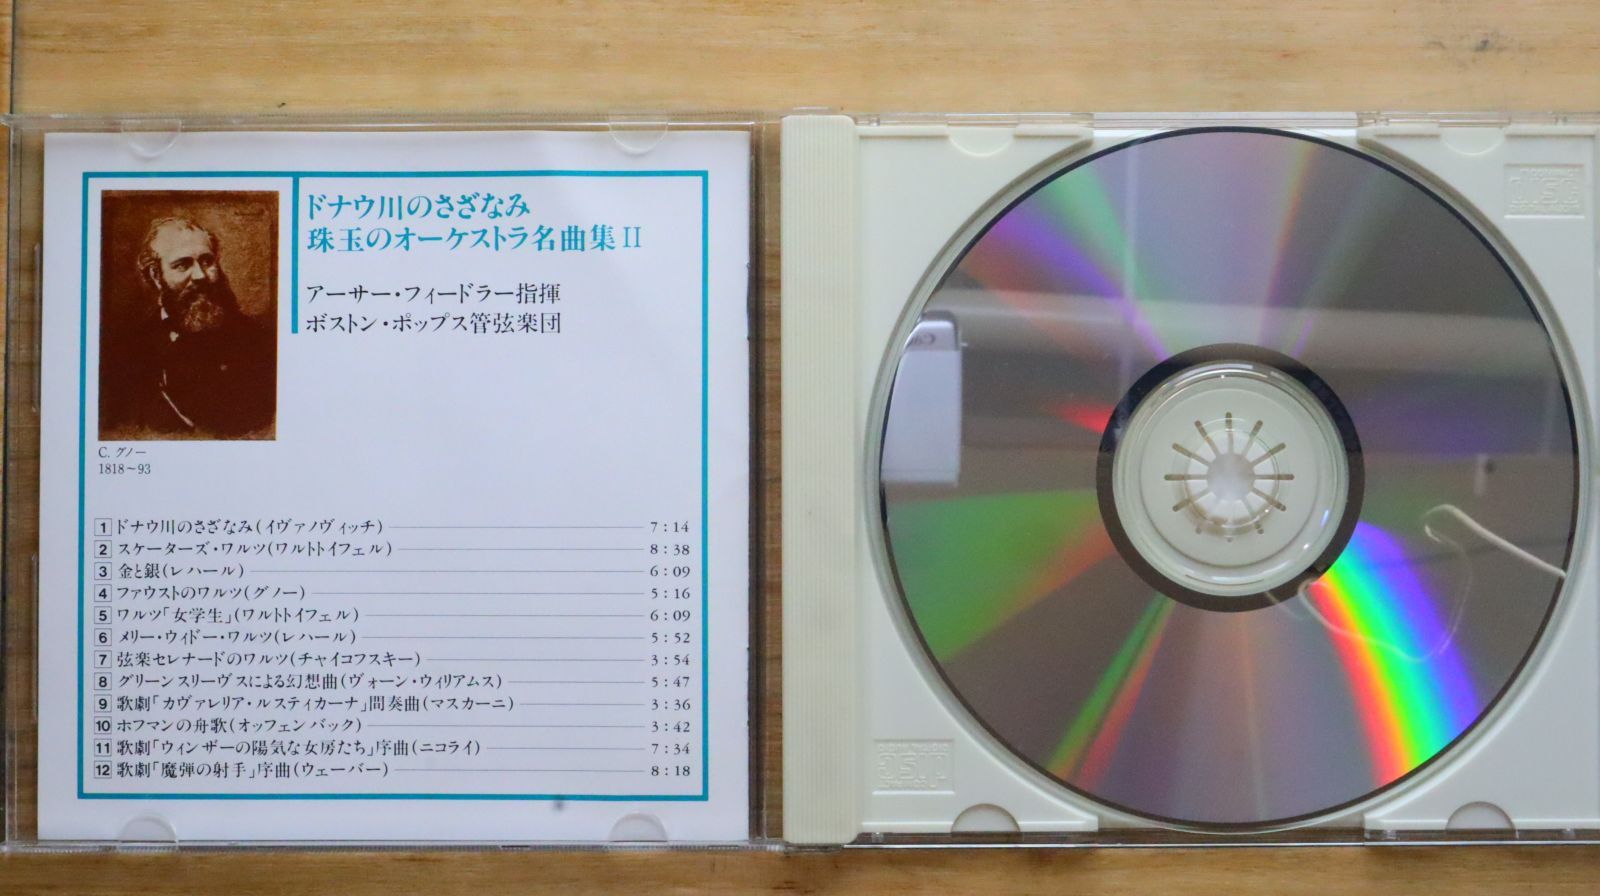 ドナウ川のさざなみ
珠玉のオーケストラ名曲集 II
アーサー・フィードラー指揮
ボストン・ポップス管弦楽団
C. グノー
1818～93
1 ドナウ川のさざなみ(イヴァノヴィッチ) 7:14
2 スケーターズ・ワルツ(ワルトトイフェル) 8:38
3 金と銀(レハール) 6:09
4 ファウストのワルツ(グノー) 5:16
5 ワルツ「女学生」(ワルトトイフェル) 6:09
6 メリー・ウィドー・ワルツ(レハール) 5:52
7 弦楽セレナードのワルツ(チャイコフスキー) 3:54
8 グリーンスリーヴスによる幻想曲(ヴォーン・ウィリアムス) 5:47
9 歌劇「カヴァレリア・ルスティカーナ」間奏曲(マスカーニ) 3:36
10 ホフマンの舟歌(オッフェンバック) 3:42
11 歌劇「ウィンザーの陽気な女房たち」序曲(ニコライ) 7:34
12 歌劇「魔弾の射手」序曲(ウェーバー) 8:18